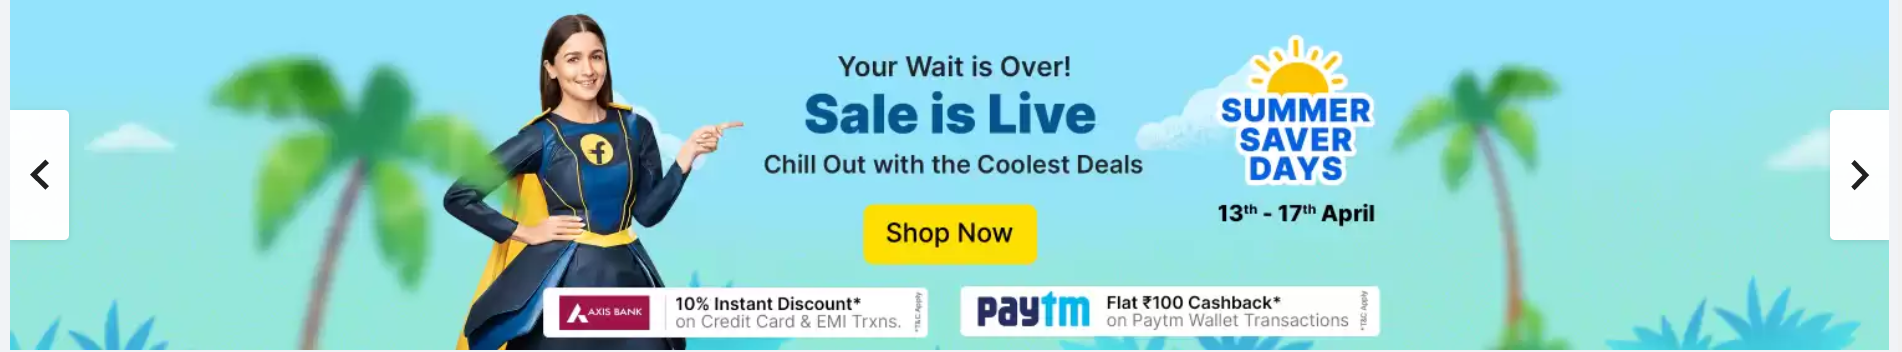 Your Wait is Over!
Sale is Live
Chill Out with the Coolest Deals
Shop Now
SUMMER
SAVER
DAYS
13th - 17th April
AXIS BANK
10% Instant Discount*
on Credit Card & EMI Trxns.
*T&C Apply
paytm
Flat ₹100 Cashback*
on Paytm Wallet Transactions
*T&C Apply
f